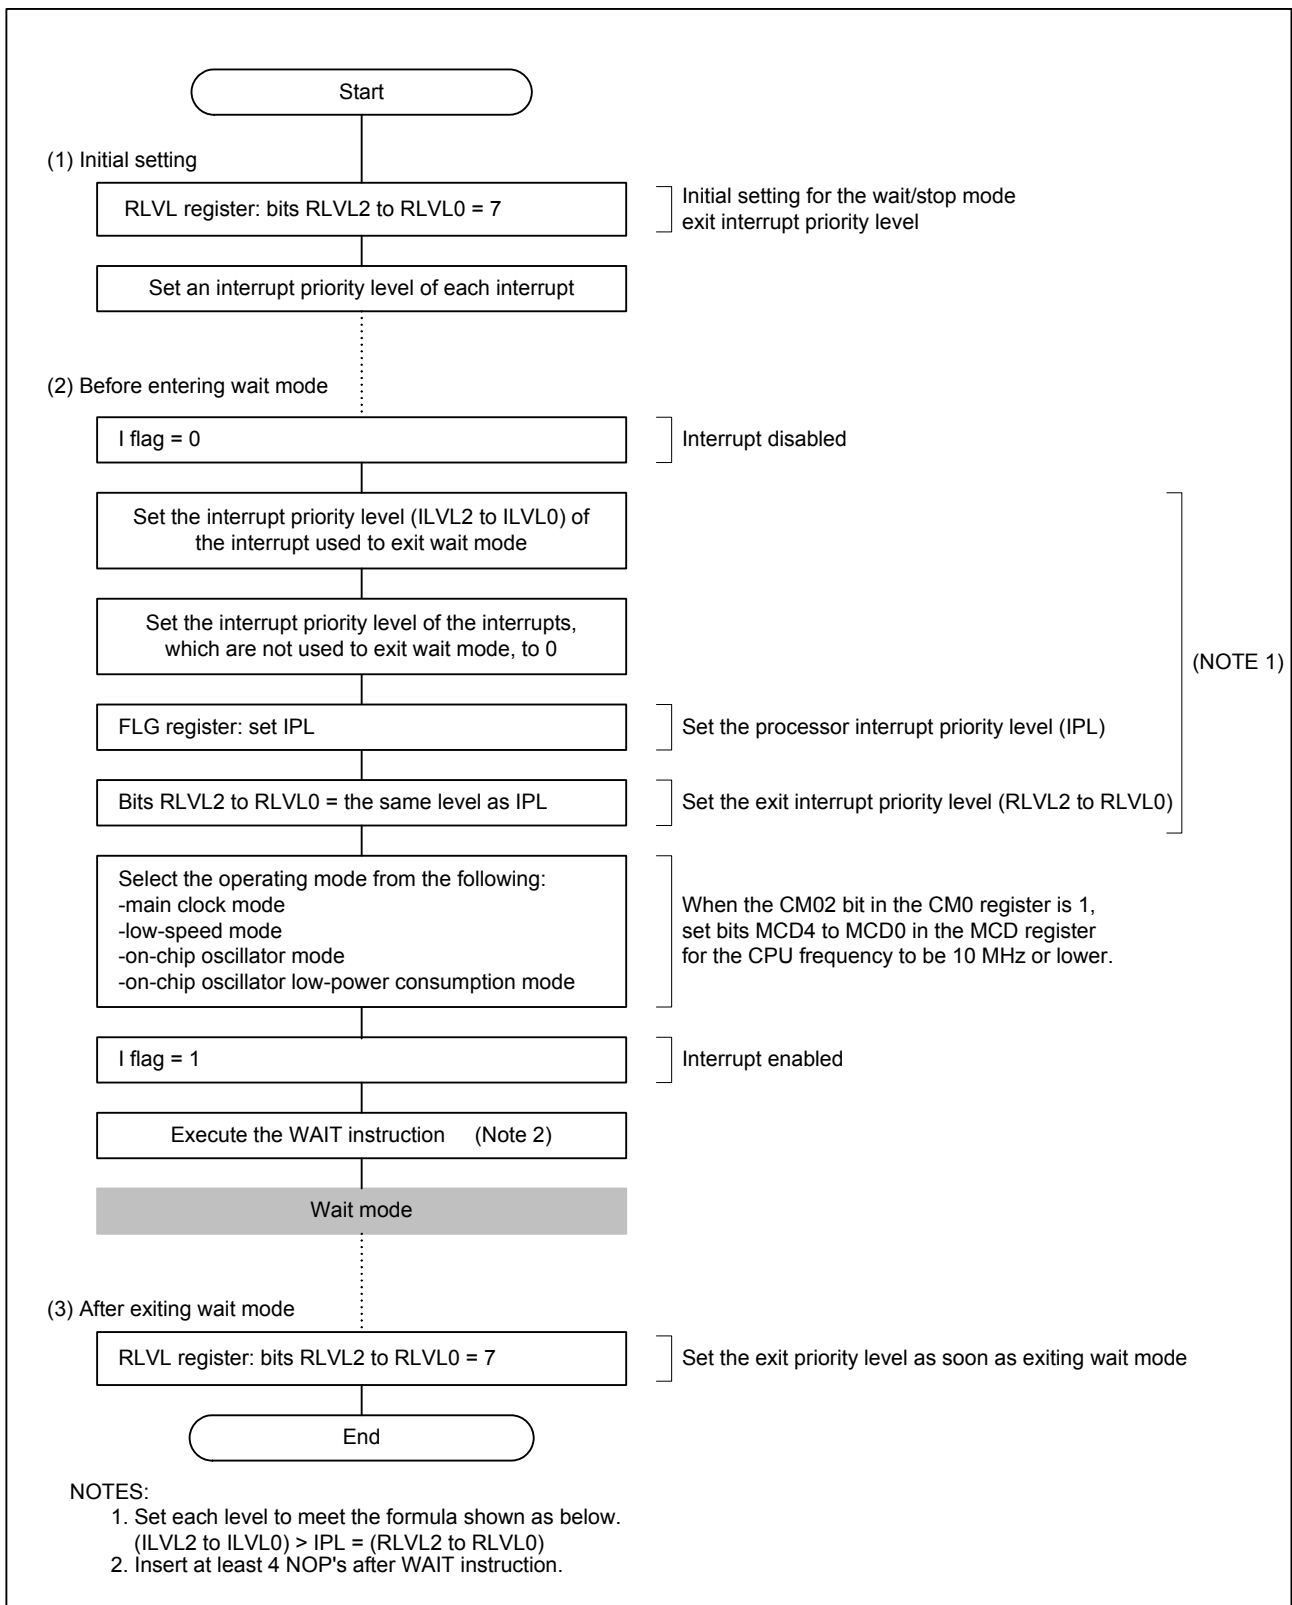 Start
(1) Initial setting
RLVL register: bits RLVL2 to RLVL0 = 7
Initial setting for the wait/stop mode
exit interrupt priority level
Set an interrupt priority level of each interrupt
(2) Before entering wait mode
I flag = 0
Interrupt disabled
Set the interrupt priority level (ILVL2 to ILVL0) of
the interrupt used to exit wait mode
Set the interrupt priority level of the interrupts,
which are not used to exit wait mode, to 0
(NOTE 1)
FLG register: set IPL
Set the processor interrupt priority level (IPL)
Bits RLVL2 to RLVL0 = the same level as IPL
Set the exit interrupt priority level (RLVL2 to RLVL0)
Select the operating mode from the following:
-main clock mode
-low-speed mode
-on-chip oscillator mode
-on-chip oscillator low-power consumption mode
When the CM02 bit in the CM0 register is 1,
set bits MCD4 to MCD0 in the MCD register
for the CPU frequency to be 10 MHz or lower.
I flag = 1
Interrupt enabled
Execute the WAIT instruction (Note 2)
Wait mode
(3) After exiting wait mode
RLVL register: bits RLVL2 to RLVL0 = 7
Set the exit priority level as soon as exiting wait mode
End
NOTES:
1. Set each level to meet the formula shown as below.
(ILVL2 to ILVL0) > IPL = (RLVL2 to RLVL0)
2. Insert at least 4 NOP's after WAIT instruction.